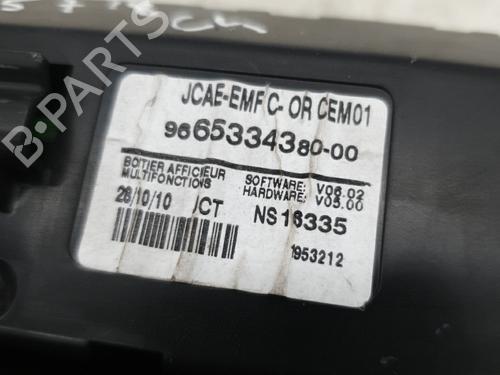 JCAE-EMF C- OR CEM01
9665334380-00
BOITIER AFFICIEUR
MULTIFONCTIONS
SOFTWARE: V06.02
HARDWARE: V05.00
26/10/10 JCT NS16335
1953212
B-PARTS